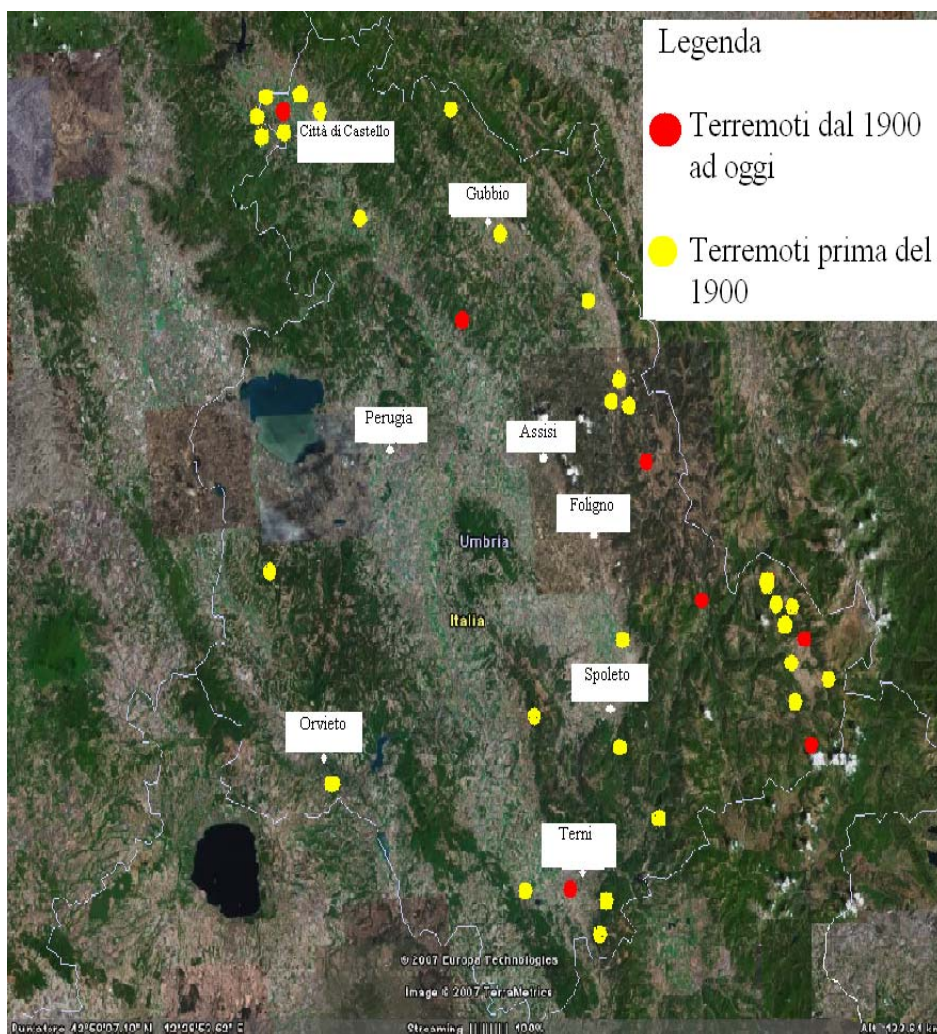 Legenda
Terremoti dal 1900
ad oggi
Terremoti prima del
1900
Città di Castello
Gubbio
Perugia
Assisi
Foligno
Umbria
Italia
Spoleto
Orvieto
Terni
© 2007 Europa Technologies
Image © 2007 TerraMetrics
Streaming 100%